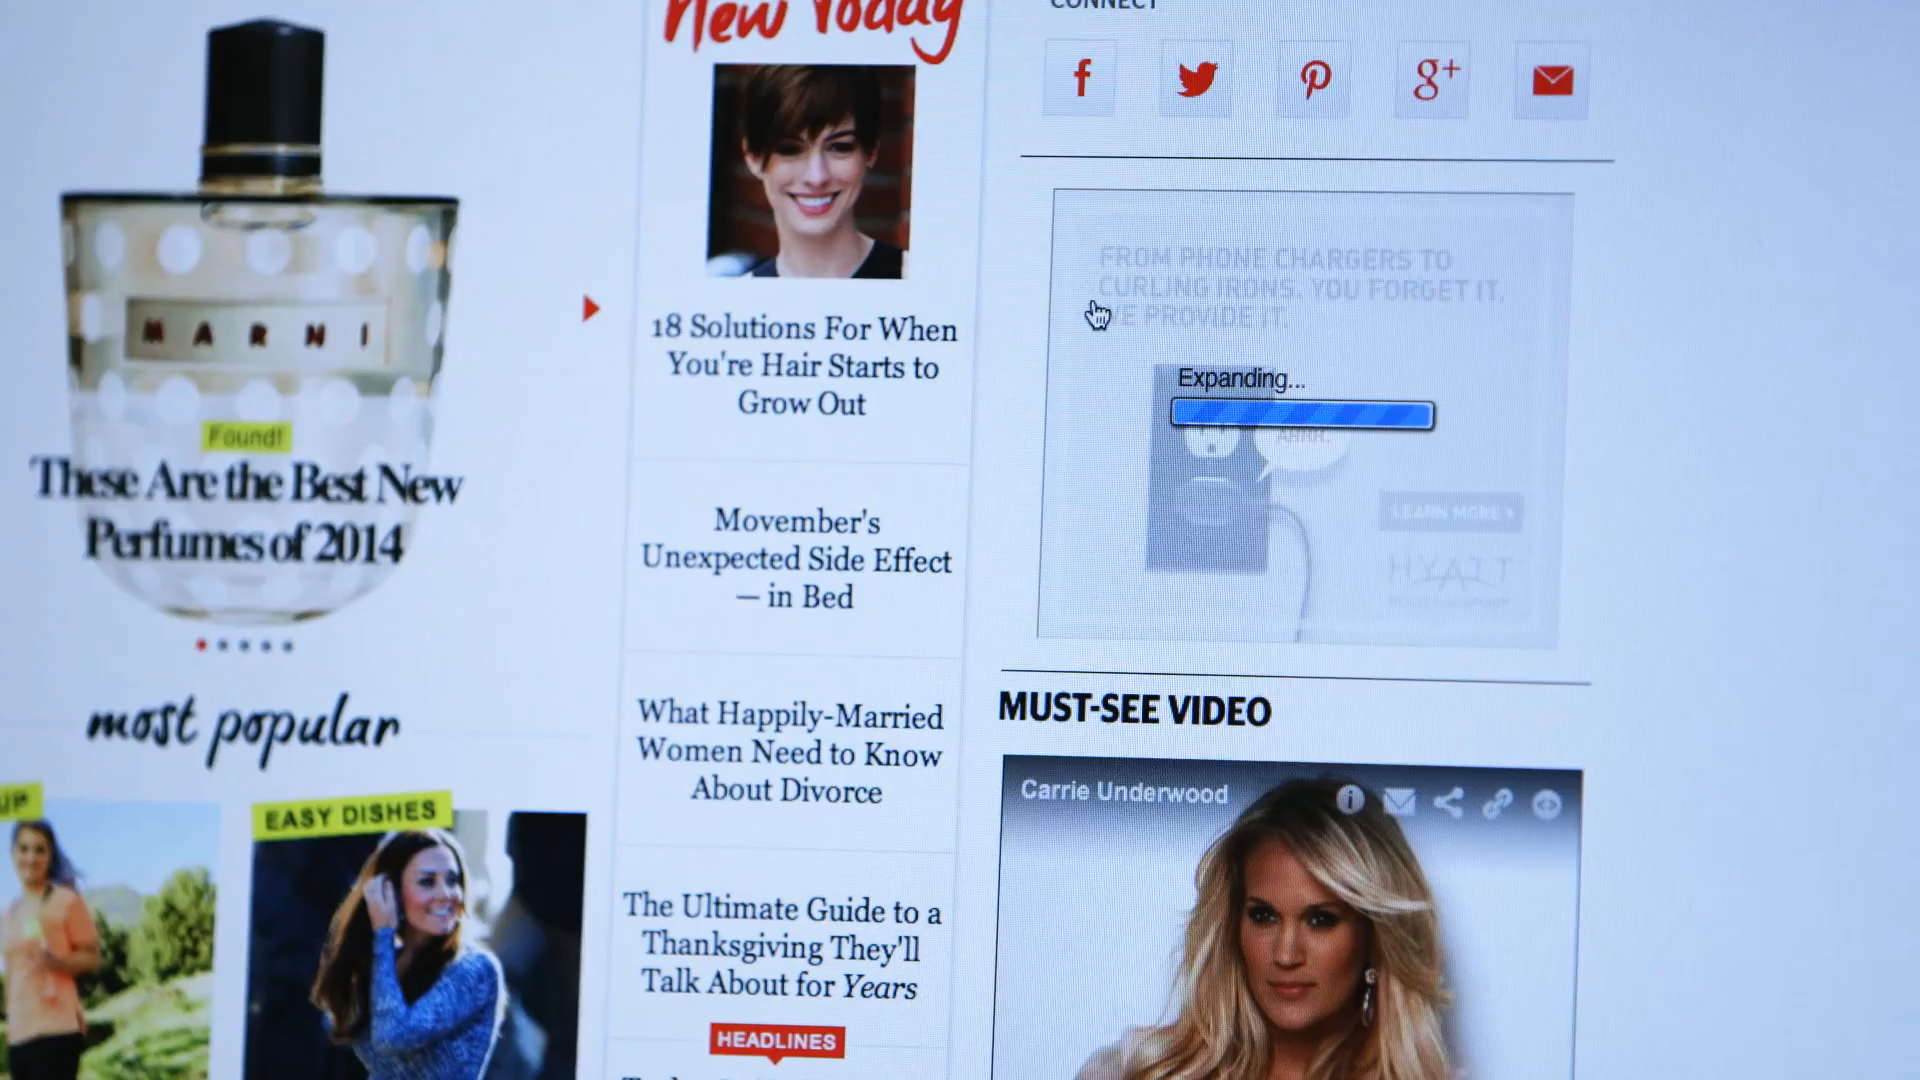 MARNI
Found!
These Are the Best New
Perfumes of 2014
most popular
UP
EASY DISHES
New Today
18 Solutions For When
You're Hair Starts to
Grow Out
Movember's
Unexpected Side Effect
— in Bed
What Happily-Married
Women Need to Know
About Divorce
The Ultimate Guide to a
Thanksgiving They'll
Talk About for Years
HEADLINES
CONNECT
f
g+
FROM PHONE CHARGERS TO
CURLING IRONS. YOU FORGET IT.
WE PROVIDE IT.
Expanding...
AHHH.
LEARN MORE
HYATT
MUST-SEE VIDEO
Carrie Underwood